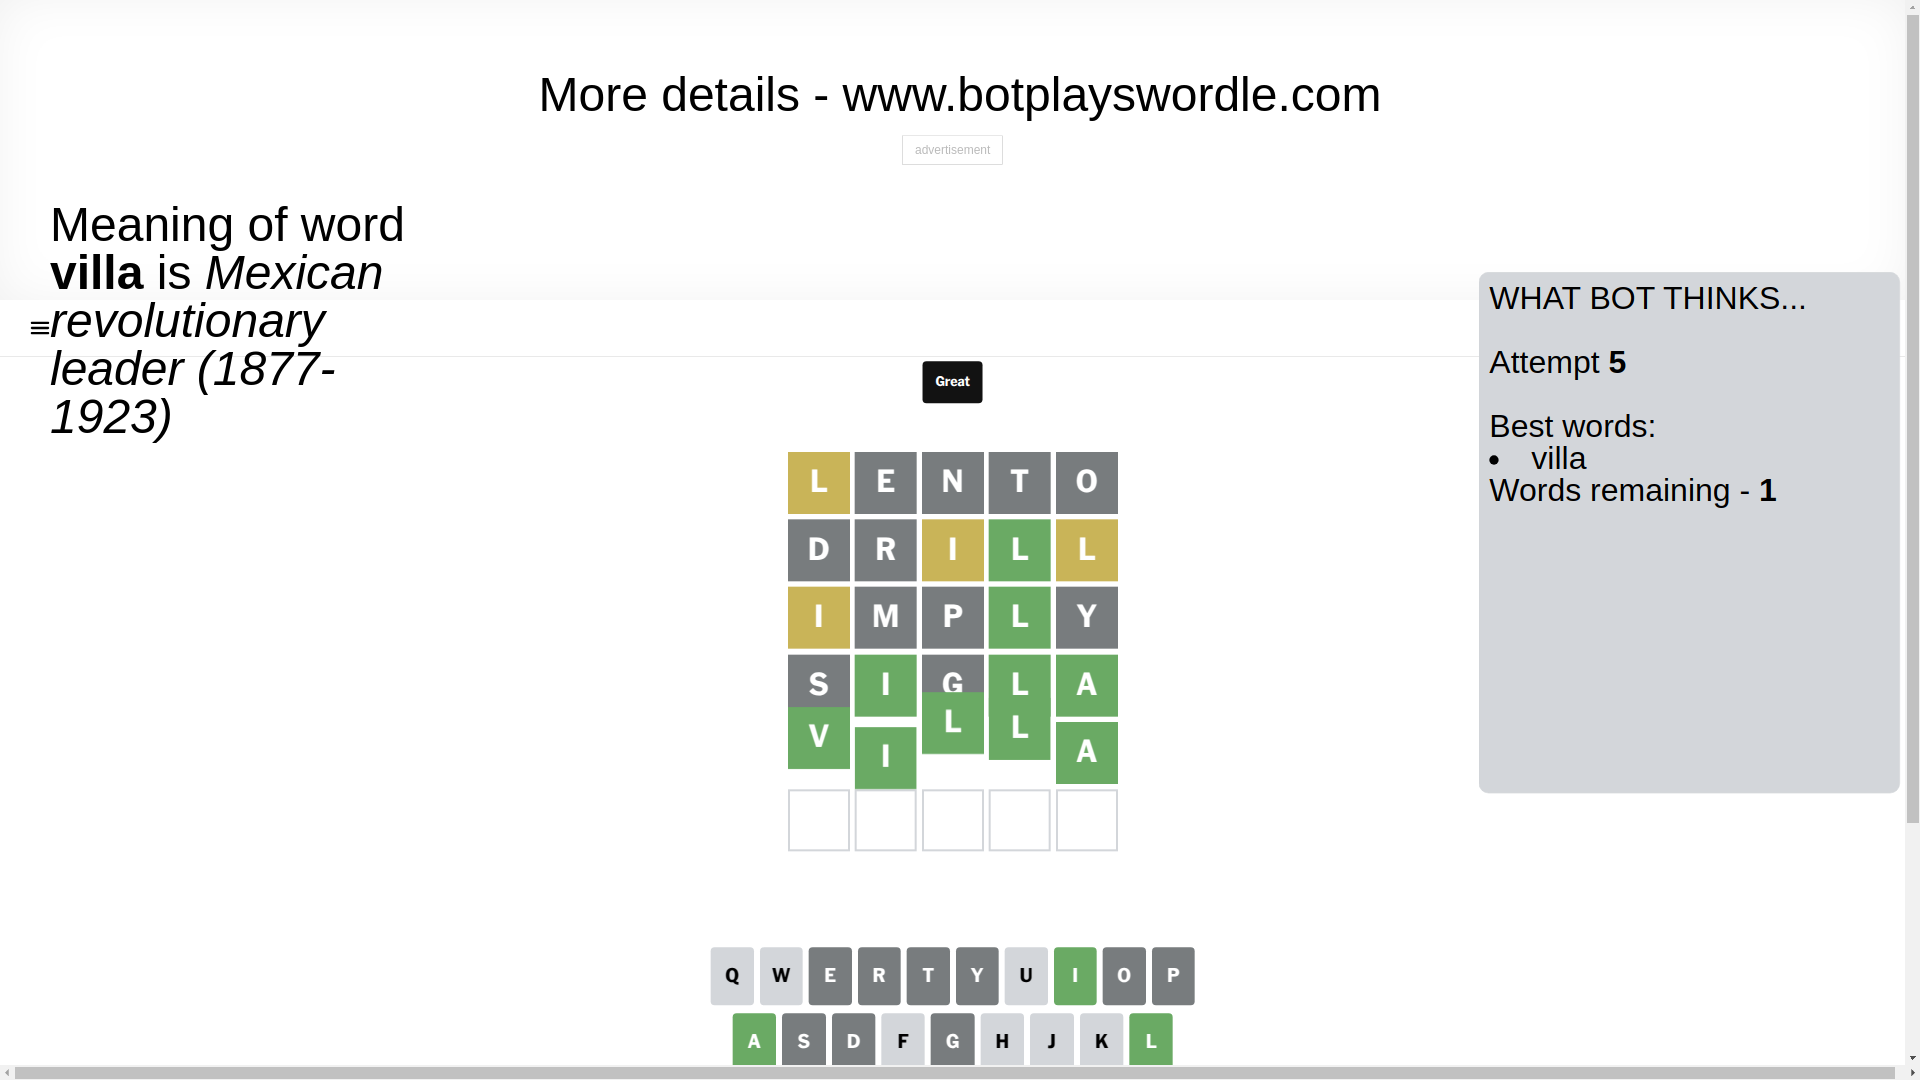 More details - www.botplayswordle.com
advertisement
Meaning of word
villa is Mexican
revolutionary
leader (1877-
1923)
WHAT BOT THINKS...
Attempt 5
Best words:
• villa
Words remaining - 1
Great
L E N T O
D R I L L
I M P L Y
S I G L A
V I L L A
Q W E R T Y U I O P
A S D F G H J K L